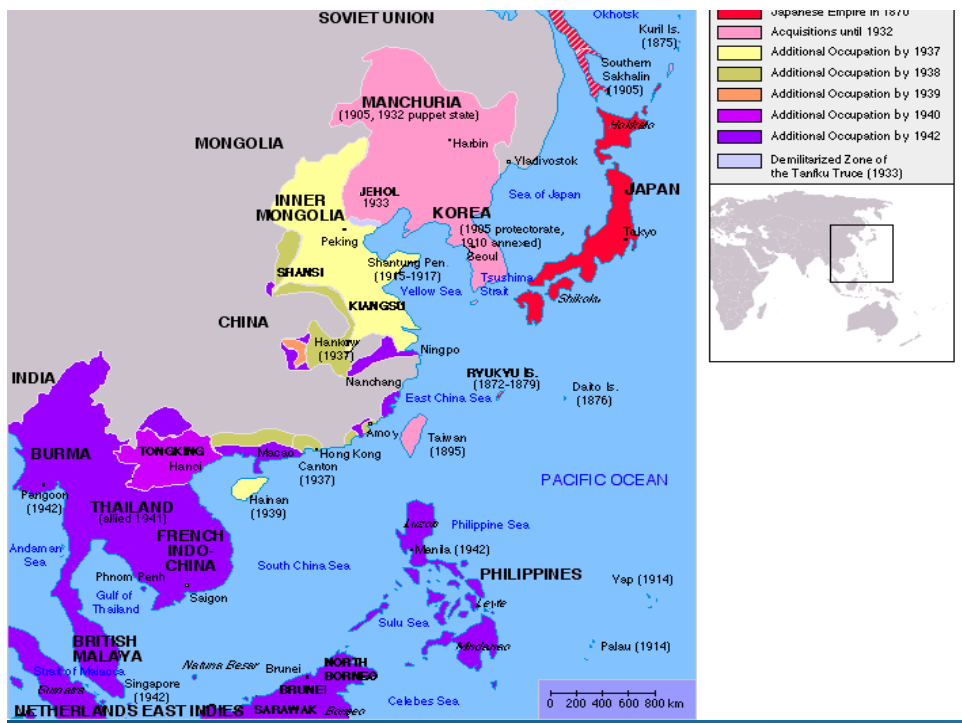 SOVIET UNION
Okhotsk
Kuril Is.
(1875)
Southern
Sakhalin
(1905)
MANCHURIA
(1905, 1932 puppet state)
Hokkaido
MONGOLIA
Harbin
Vladivostok
Sea of Japan
JAPAN
JEHOL
1933
INNER
MONGOLIA
KOREA
(1905 protectorate,
1910 annexed)
Peking
Tokyo
Seoul
Shantung Pen.
(1915-1917)
SHANSI
Tsushima
Strait
Yellow Sea
Shikoku
KIANGSU
CHINA
Hankow
(1937)
Ningpo
Nanchang
RYUKYU IS.
(1872-1879)
Daito Is.
(1876)
INDIA
East China Sea
Amoy
Taiwan
(1895)
BURMA
TONGKING
Hanoi
Macao
Hong Kong
Canton
(1937)
PACIFIC OCEAN
Rangoon
(1942)
Hainan
(1939)
THAILAND
(allied 1941)
Luzon
Philippine Sea
FRENCH
INDO-
CHINA
Andaman
Sea
Manila (1942)
South China Sea
Phnom Penh
PHILIPPINES
Yap (1914)
Gulf of
Thailand
Saigon
Leyte
Sulu Sea
BRITISH
MALAYA
Mindanao
Palau (1914)
Strait of Malacca
Natuna Besar
Brunei
NORTH
BORNEO
Sumatra
Singapore
(1942)
BRUNEI
Celebes Sea
NETHERLANDS EAST INDIES
SARAWAK
Borneo
0 200 400 600 800 km
Japanese Empire in 1870
Acquisitions until 1932
Additional Occupation by 1937
Additional Occupation by 1938
Additional Occupation by 1939
Additional Occupation by 1940
Additional Occupation by 1942
Demilitarized Zone of
the Tanfku Truce (1933)